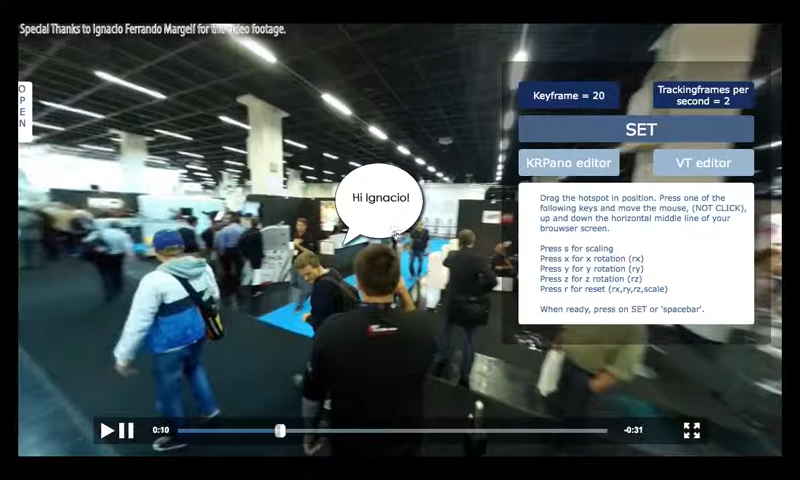 Special Thanks to Ignacio Ferrando Margelf for the video footage.
OPEN
Keyframe = 20
Trackingframes per
second = 2
SET
KRPano editor
VT editor
Hi Ignacio!
Drag the hotspot in position. Press one of the
following keys and move the mouse, (NOT CLICK),
up and down the horizontal middle line of your
brouwser screen.
Press s for scaling
Press x for x rotation (rx)
Press y for y rotation (ry)
Press z for z rotation (rz)
Press r for reset (rx,ry,rz,scale)
When ready, press on SET or 'spacebar'.
0:10
-0:31